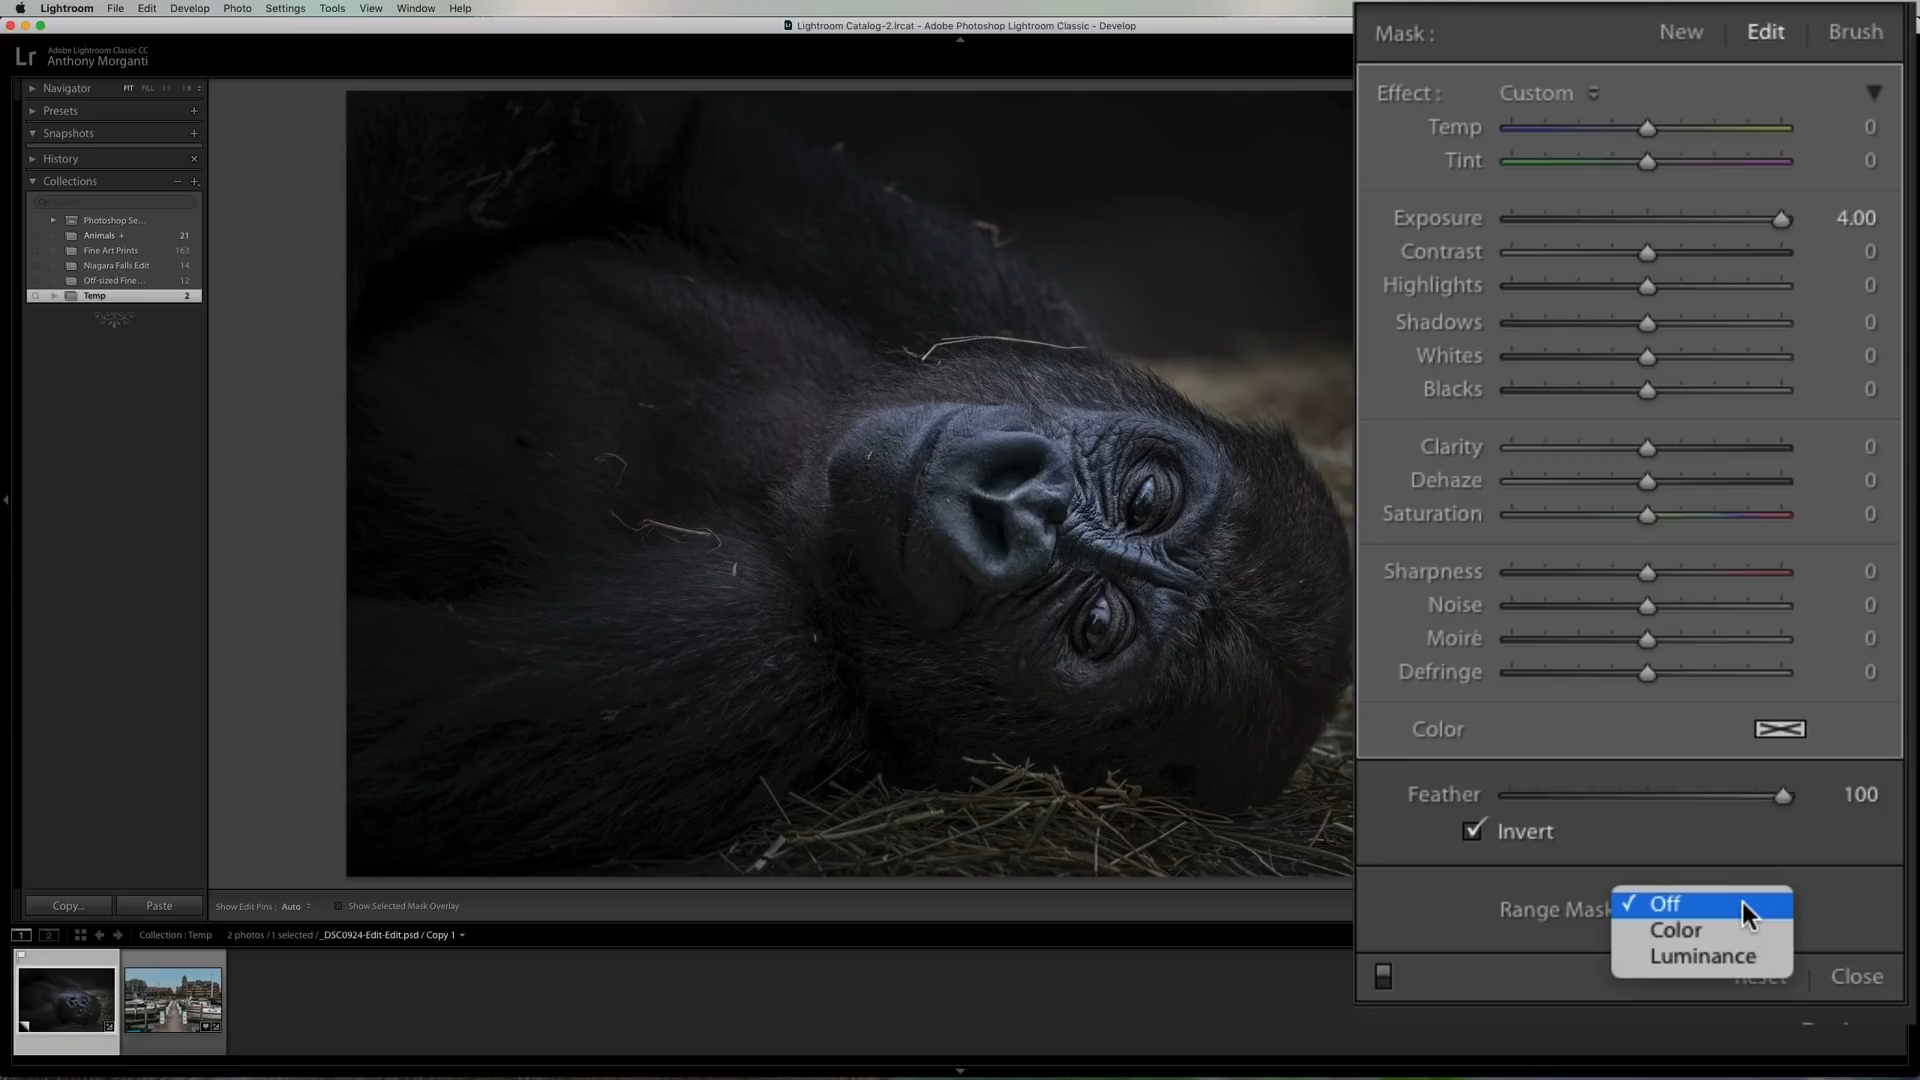 Lightroom File Edit Develop Photo Settings Tools View Window Help
Lightroom Catalog-2.lrcat - Adobe Photoshop Lightroom Classic - Develop
Lr Adobe Lightroom Classic CC
Anthony Morganti
Navigator FIT FILL 1:1
Presets
Snapshots
History
Collections
Photoshop Se...
Animals + 21
Fine Art Prints 163
Niagara Falls Edit 14
Off-sized Fine... 12
Temp 2
Copy... Paste
Show Edit Pins : Auto Show Selected Mask Overlay
1 2 Collection : Temp 2 photos / 1 selected / _DSC0924-Edit-Edit.psd / Copy 1
Mask : New Edit Brush
Effect : Custom
Temp 0
Tint 0
Exposure 4.00
Contrast 0
Highlights 0
Shadows 0
Whites 0
Blacks 0
Clarity 0
Dehaze 0
Saturation 0
Sharpness 0
Noise 0
Moiré 0
Defringe 0
Color
Feather 100
Invert
Range Mask Off
Color
Luminance
Reset Close